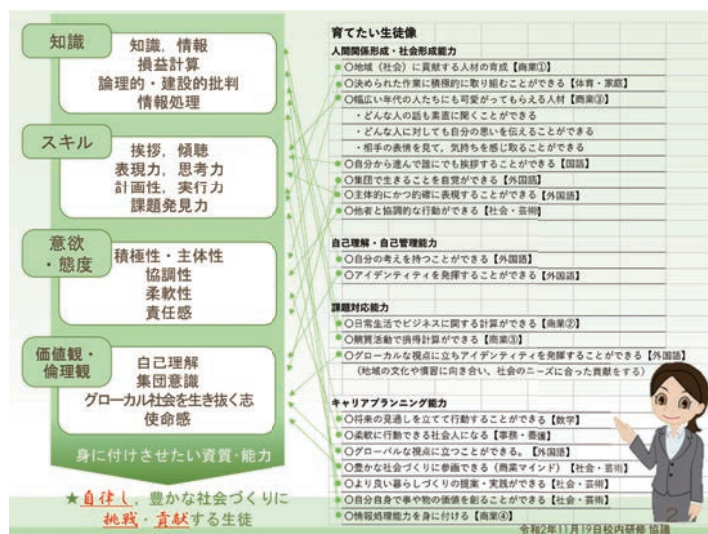 知識
知識，情報
損益計算
論理的・建設的批判
情報処理
スキル
挨拶，傾聴
表現力，思考力
計画性，実行力
課題発見力
意欲
・態度
積極性・主体性
協調性
柔軟性
責任感
価値観・
倫理観
自己理解
集団意識
グローカル社会を生き抜く志
使命感
身に付けさせたい資質・能力
★自律し，豊かな社会づくりに
挑戦・貢献する生徒
育てたい生徒像
人間関係形成・社会形成能力
〇地域（社会）に貢献する人材の育成【商業①】
〇決められた作業に積極的に取り組むことができる【体育・家庭】
〇幅広い年代の人たちにも可愛がってもらえる人材【商業③】
・どんな人の話も素直に聞くことができる
・どんな人に対しても自分の思いを伝えることができる
・相手の表情を見て，気持ちを感じ取ることできる
〇自分から進んで誰にでも挨拶することができる【国語】
〇集団で生きることを自覚ができる【外国語】
〇主体的にかつ的確に表現することができる【外国語】
〇他者と協調的な行動ができる【社会・芸術】
自己理解・自己管理能力
〇自分の考えを持つことができる【外国語】
〇アイデンティティを発揮することができる【外国語】
課題対応能力
〇日常生活でビジネスに関する計算ができる【商業②】
〇購買活動で損得計算ができる【商業③】
〇グローカルな視点に立ちアイデンティティを発揮することができる【外国語】
（地域の文化や慣習に向き合い、社会のニーズに合った貢献をする）
キャリアプランニング能力
〇将来の見通しを立てて行動することができる【数学】
〇柔軟に行動できる社会人になる【事務・養護】
〇グローバルな視点に立つことができる。【外国語】
〇豊かな社会づくりに参画できる（商業マインド）【社会・芸術】
〇より良い暮らしづくりの提案・実践ができる【社会・芸術】
〇自分自身で事や物の価値を創ることができる【社会・芸術】
〇情報処理能力を身に付ける【商業④】
令和2年11月19日校内研修 協議
2